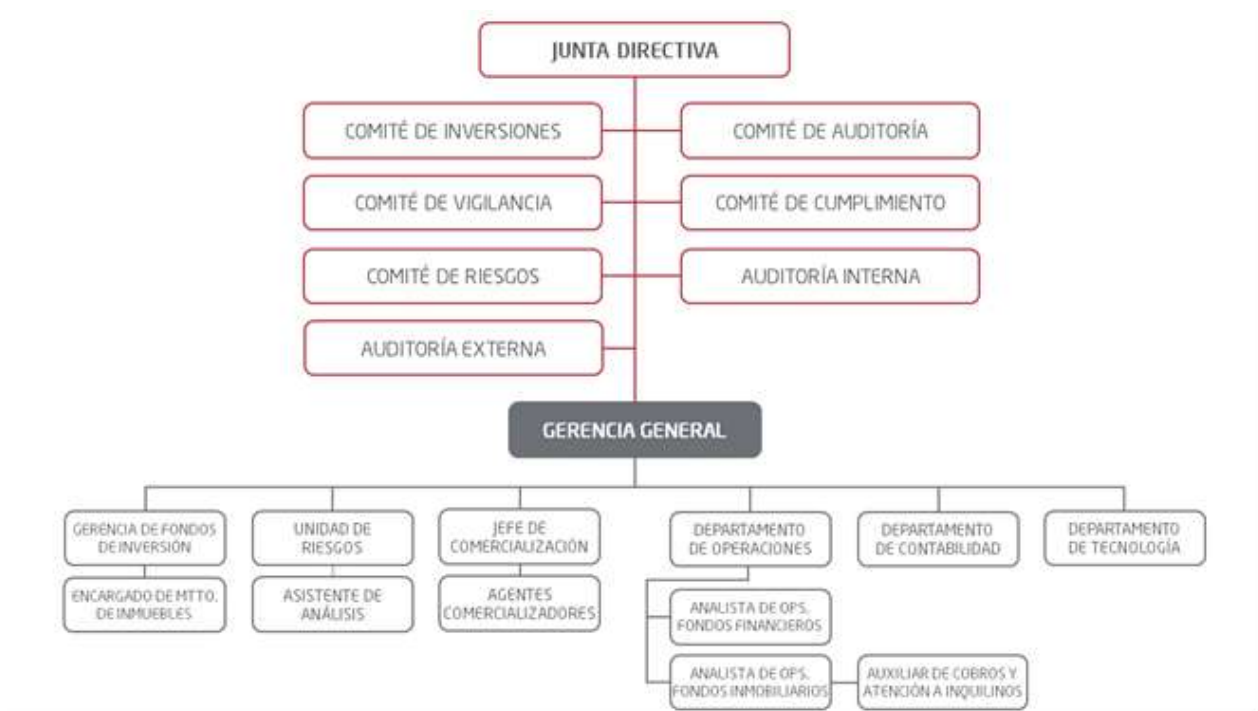 JUNTA DIRECTIVA
COMITÉ DE INVERSIONES
COMITÉ DE AUDITORÍA
COMITÉ DE VIGILANCIA
COMITÉ DE CUMPLIMIENTO
COMITÉ DE RIESGOS
AUDITORÍA INTERNA
AUDITORÍA EXTERNA
GERENCIA GENERAL
GERENCIA DE FONDOS
DE INVERSIÓN
UNIDAD DE
RIESGOS
JEFE DE
COMERCIALIZACIÓN
DEPARTAMENTO
DE OPERACIONES
DEPARTAMENTO
DE CONTABILIDAD
DEPARTAMENTO
DE TECNOLOGÍA
ENCARGADO DE MTTO.
DE INMUEBLES
ASISTENTE DE
ANÁLISIS
AGENTES
COMERCIALIZADORES
ANALISTA DE OPS.
FONDOS FINANCIEROS
ANALISTA DE OPS.
FONDOS INMOBILIARIOS
AUXILIAR DE COBROS Y
ATENCIÓN A INQUILINOS